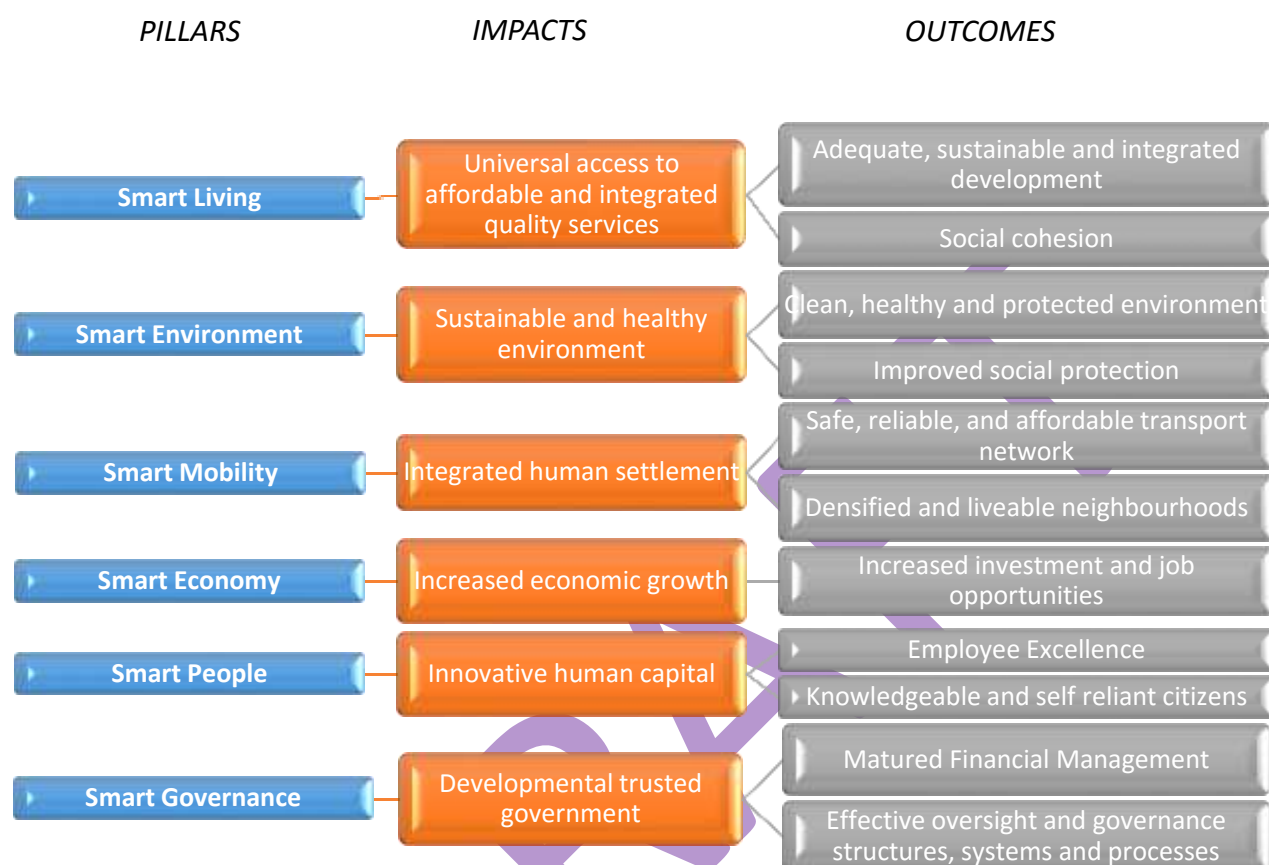 PILLARS
IMPACTS
OUTCOMES
Smart Living
Universal access to
affordable and integrated
quality services
Adequate, sustainable and integrated
development
Social cohesion
Smart Environment
Sustainable and healthy
environment
Clean, healthy and protected environment
Improved social protection
Smart Mobility
Integrated human settlement
Safe, reliable, and affordable transport
network
Densified and liveable neighbourhoods
Smart Economy
Increased economic growth
Increased investment and job
opportunities
Smart People
Innovative human capital
Employee Excellence
Knowledgeable and self reliant citizens
Smart Governance
Developmental trusted
government
Matured Financial Management
Effective oversight and governance
structures, systems and processes